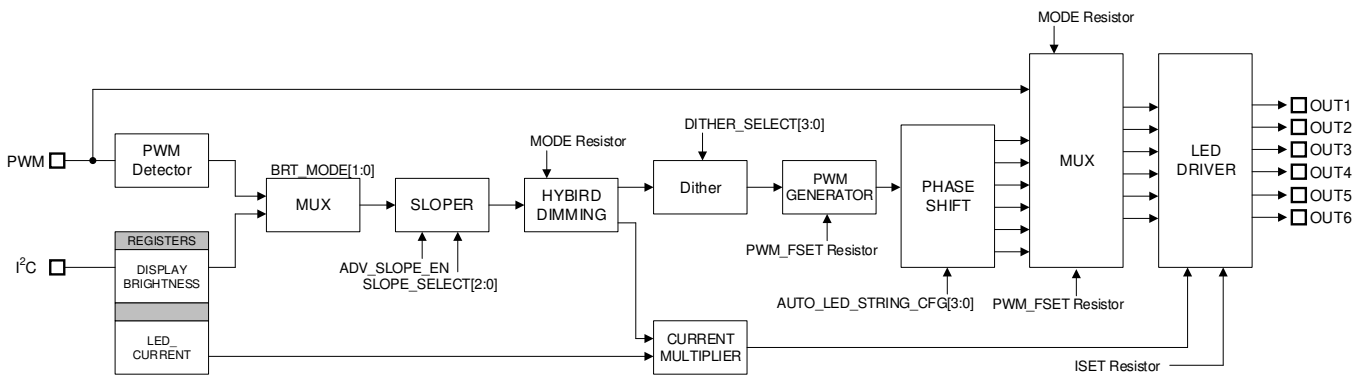 MODE Resistor
OUT1
OUT2
OUT3
OUT4
OUT5
OUT6
PWM
PWM
Detector
BRT_MODE[1:0]
MUX
SLOPER
MODE Resistor
HYBIRD
DIMMING
DITHER_SELECT[3:0]
Dither
PWM
GENERATOR
PHASE
SHIFT
MUX
LED
DRIVER
PWM_FSET Resistor
I²C
REGISTERS
DISPLAY
BRIGHTNESS
ADV_SLOPE_EN
SLOPE_SELECT[2:0]
AUTO_LED_STRING_CFG[3:0]
PWM_FSET Resistor
LED_
CURRENT
CURRENT
MULTIPLIER
ISET Resistor